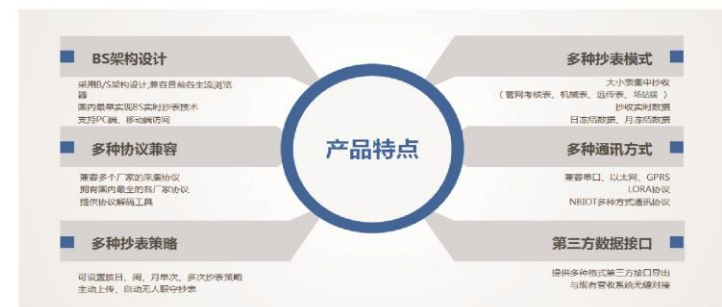 BS架构设计
采用B/S架构设计,兼容目前各主流浏览
器
国内最早实现BS实时抄表技术
支持PC端、移动端访问
多种协议兼容
兼容多个厂家的采集协议
拥有国内最全的各厂家协议
提供协议解码工具
多种抄表策略
可设置按日、周、月单次、多次抄表策略
主动上传、自动无人职守抄表
产品特点
多种抄表模式
大小表集中抄收
(管网考核表、机械表、远传表、场站端)
抄收实时数据
日冻结数据、月冻结数据
多种通讯方式
兼容串口、以太网、GPRS
LORA协议
NBIOT多种方式通讯协议
第三方数据接口
提供多种格式第三方接口导出
与现有营收系统无缝对接